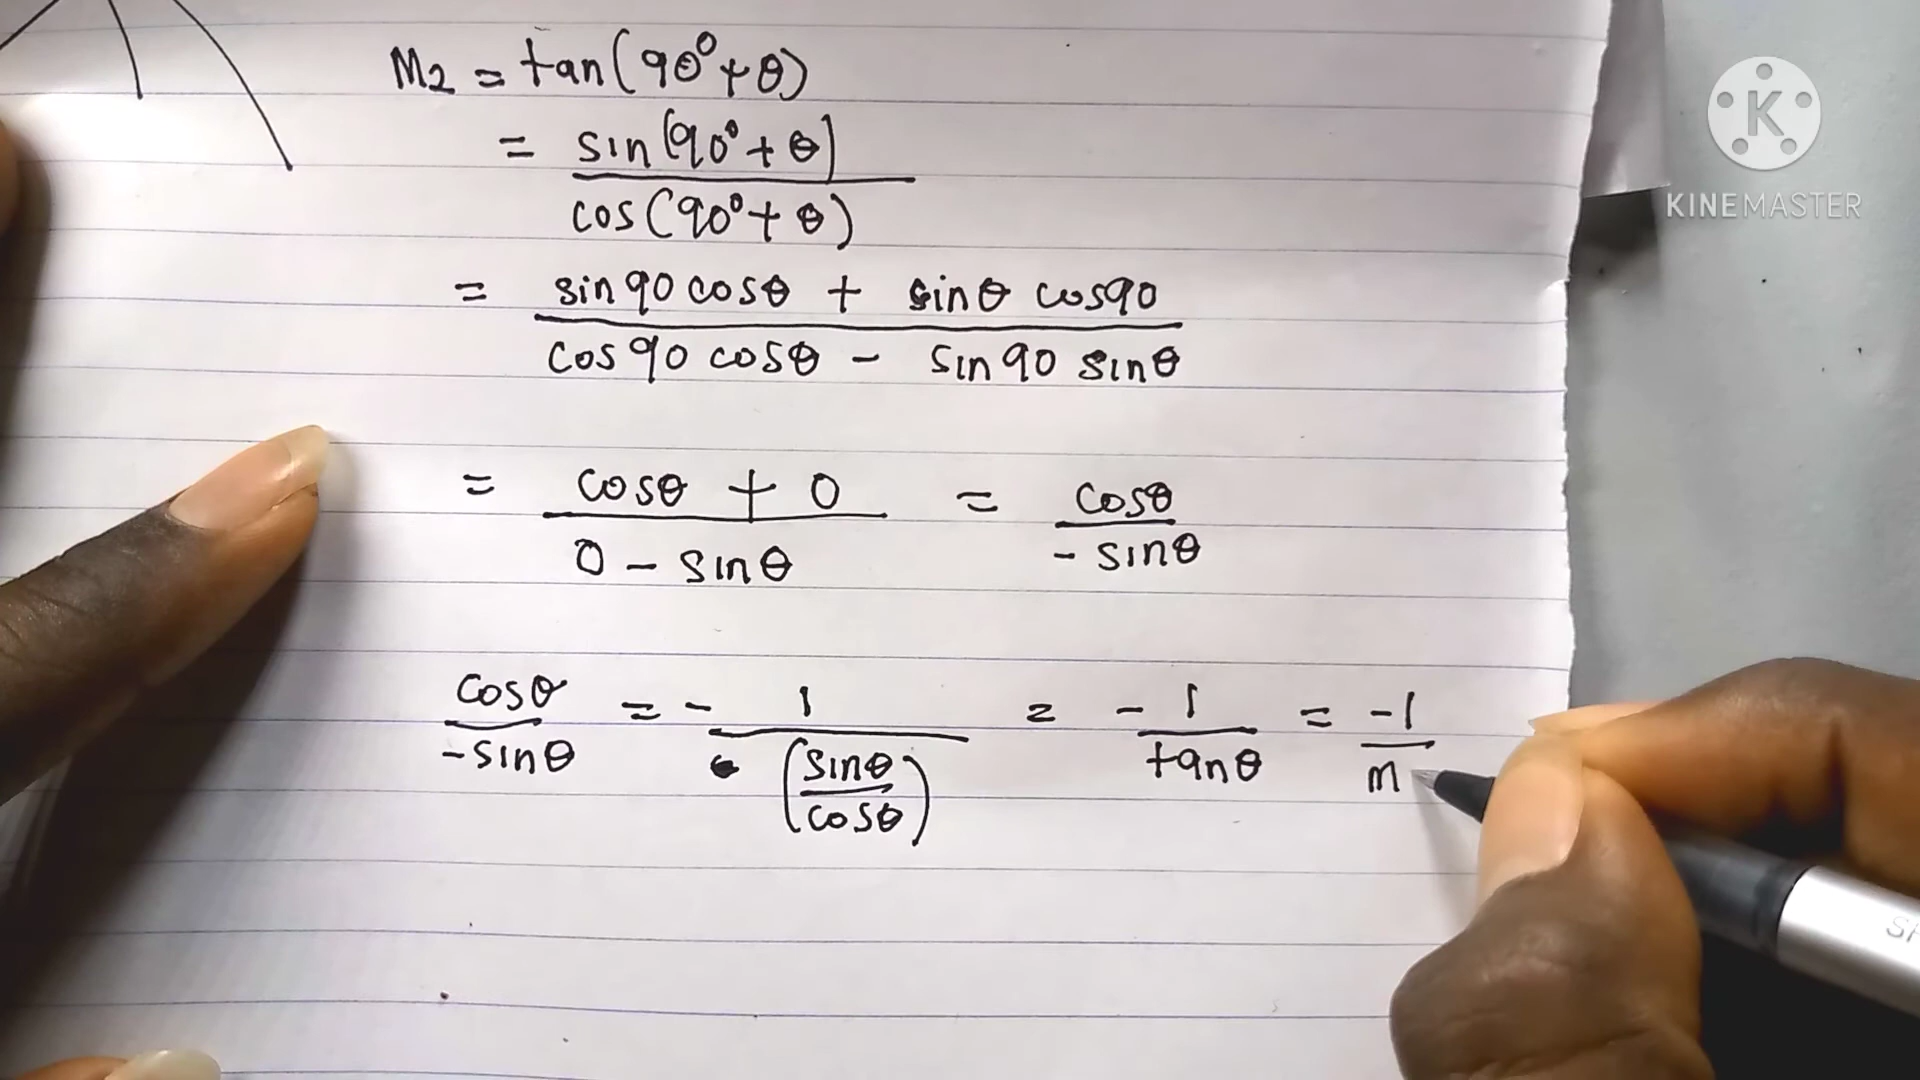 M2 = tan(90° + θ)
= sin(90° + θ)
cos(90° + θ)
= sin90 cosθ + sinθ cos90
cos90 cosθ - sin90 sinθ
= cosθ + 0 = cosθ
0 - sinθ - sinθ
cosθ = - 1 = - 1 = -1
-sinθ (sinθ tanθ m
cosθ)
K
KINEMASTER